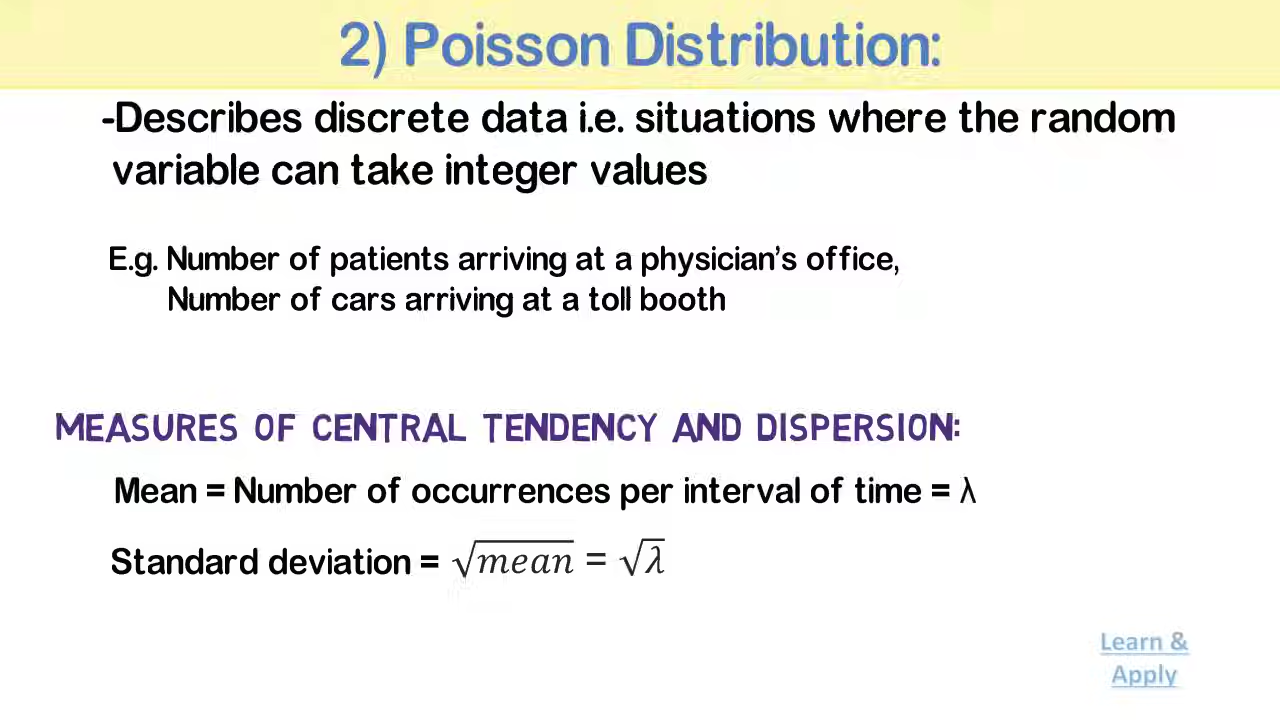 2) Poisson Distribution:
-Describes discrete data i.e. situations where the random
variable can take integer values
E.g. Number of patients arriving at a physician's office,
Number of cars arriving at a toll booth
MEASURES OF CENTRAL TENDENCY AND DISPERSION:
Mean = Number of occurrences per interval of time = λ
Standard deviation = √mean = √λ
Learn &
Apply